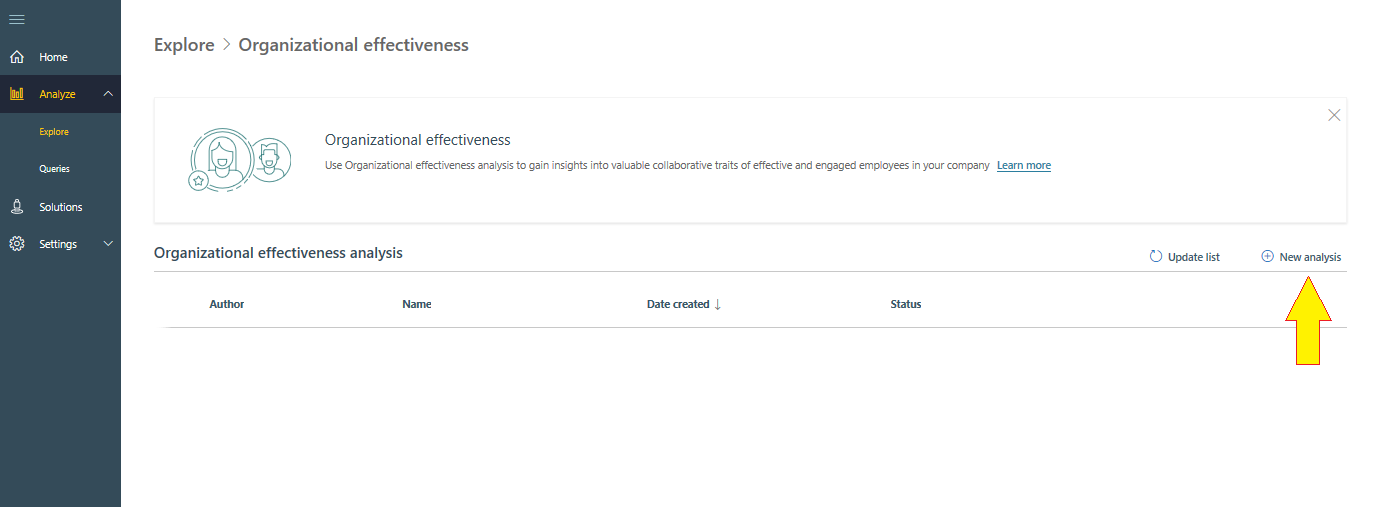 Explore > Organizational effectiveness
Home
Analyze
Explore
Queries
Solutions
Settings
Organizational effectiveness
Use Organizational effectiveness analysis to gain insights into valuable collaborative traits of effective and engaged employees in your company Learn more
Organizational effectiveness analysis
Update list
New analysis
Author
Name
Date created ↓
Status